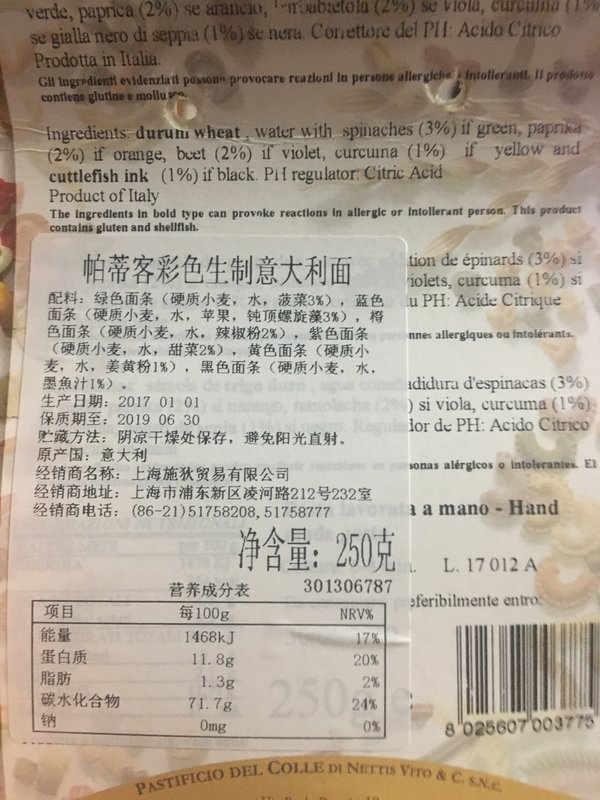 verde, paprica (2%) se arancio, barbabietola (2%) se viola, curcuma (1%
se gialla nero di seppia (1%) se nera. Correttore del PH: Acido Citrico
Prodotta in Italia.
Gli ingredienti evidenziati possono provocare reazioni in persone allergiche o intolleranti. Il prodotto
contiene glutine e
Ingredients: durum wheat , water with spinaches (3%) if green, paprika
(2%) if orange, beet (2%) if violet, curcuma (1%) if yellow and
cuttlefish ink (1%) if black. PH regulator: Citric Acid
Product of Italy
The ingredients in bold type can provoke reactions in allergic or intollerant person. This product
contains gluten and shellfish.
tion de épinards (3%) si
violets, curcuma (1%) si
u PH: Acide Citrique
nnes allergiques ou intolérants.
adidura d'espinacas (3%)
) si viola, curcuma (1%)
dor de PH: Acido Citrico
sonas alérgicos o intolerantes. El
a a mano - Hand
L. 17 012 A
eferibilmente entro:
帕蒂客彩色生制意大利面
配料：绿色面条（硬质小麦，水，菠菜3%），蓝色
面条（硬质小麦，水，苹果，钝顶螺旋藻3%），橙
色面条（硬质小麦，水，辣椒粉2%），紫色面条
（硬质小麦，水，甜菜2%），黄色面条（硬质小
麦，水，姜黄粉1%），黑色面条（硬质小麦，水，
墨魚汁1%）。
生产日期：2017 01 01
保质期至：2019 06 30
贮藏方法：阴凉干燥处保存，避免阳光直射。
原产国：意大利
经销商名称：上海施狄贸易有限公司
经销商地址：上海市浦东新区凌河路212号232室
经销商电话：(86-21)51758208,51758777
净含量：250克
营养成分表 301306787
项目 每100g NRV%
能量 1468kJ 17%
蛋白质 11.8g 20%
脂肪 1.3g 2%
碳水化合物 71.7g 24%
钠 0mg 0%
250g e
8 025607 003775
PASTIFICIO DEL COLLE DI NETTIS VITO & C. S.N.C.